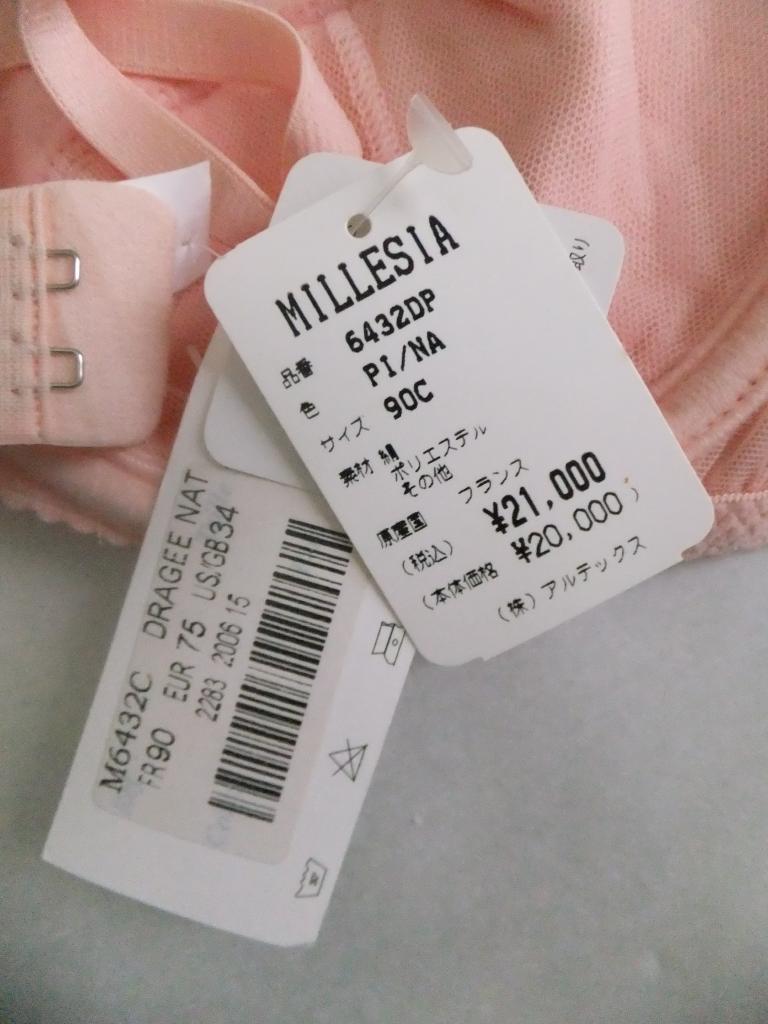 MILLESIA
品番 6432DP
色 PI/NA
サイズ 90C
素材 絹
ポリエステル
その他
原産国 フランス
(税込) ¥21,000
(本体価格 ¥20,000)
(株)アルテックス
M6432C DRAGEE NAT
FR90 EUR 75 US/GB34
2283 2006 15